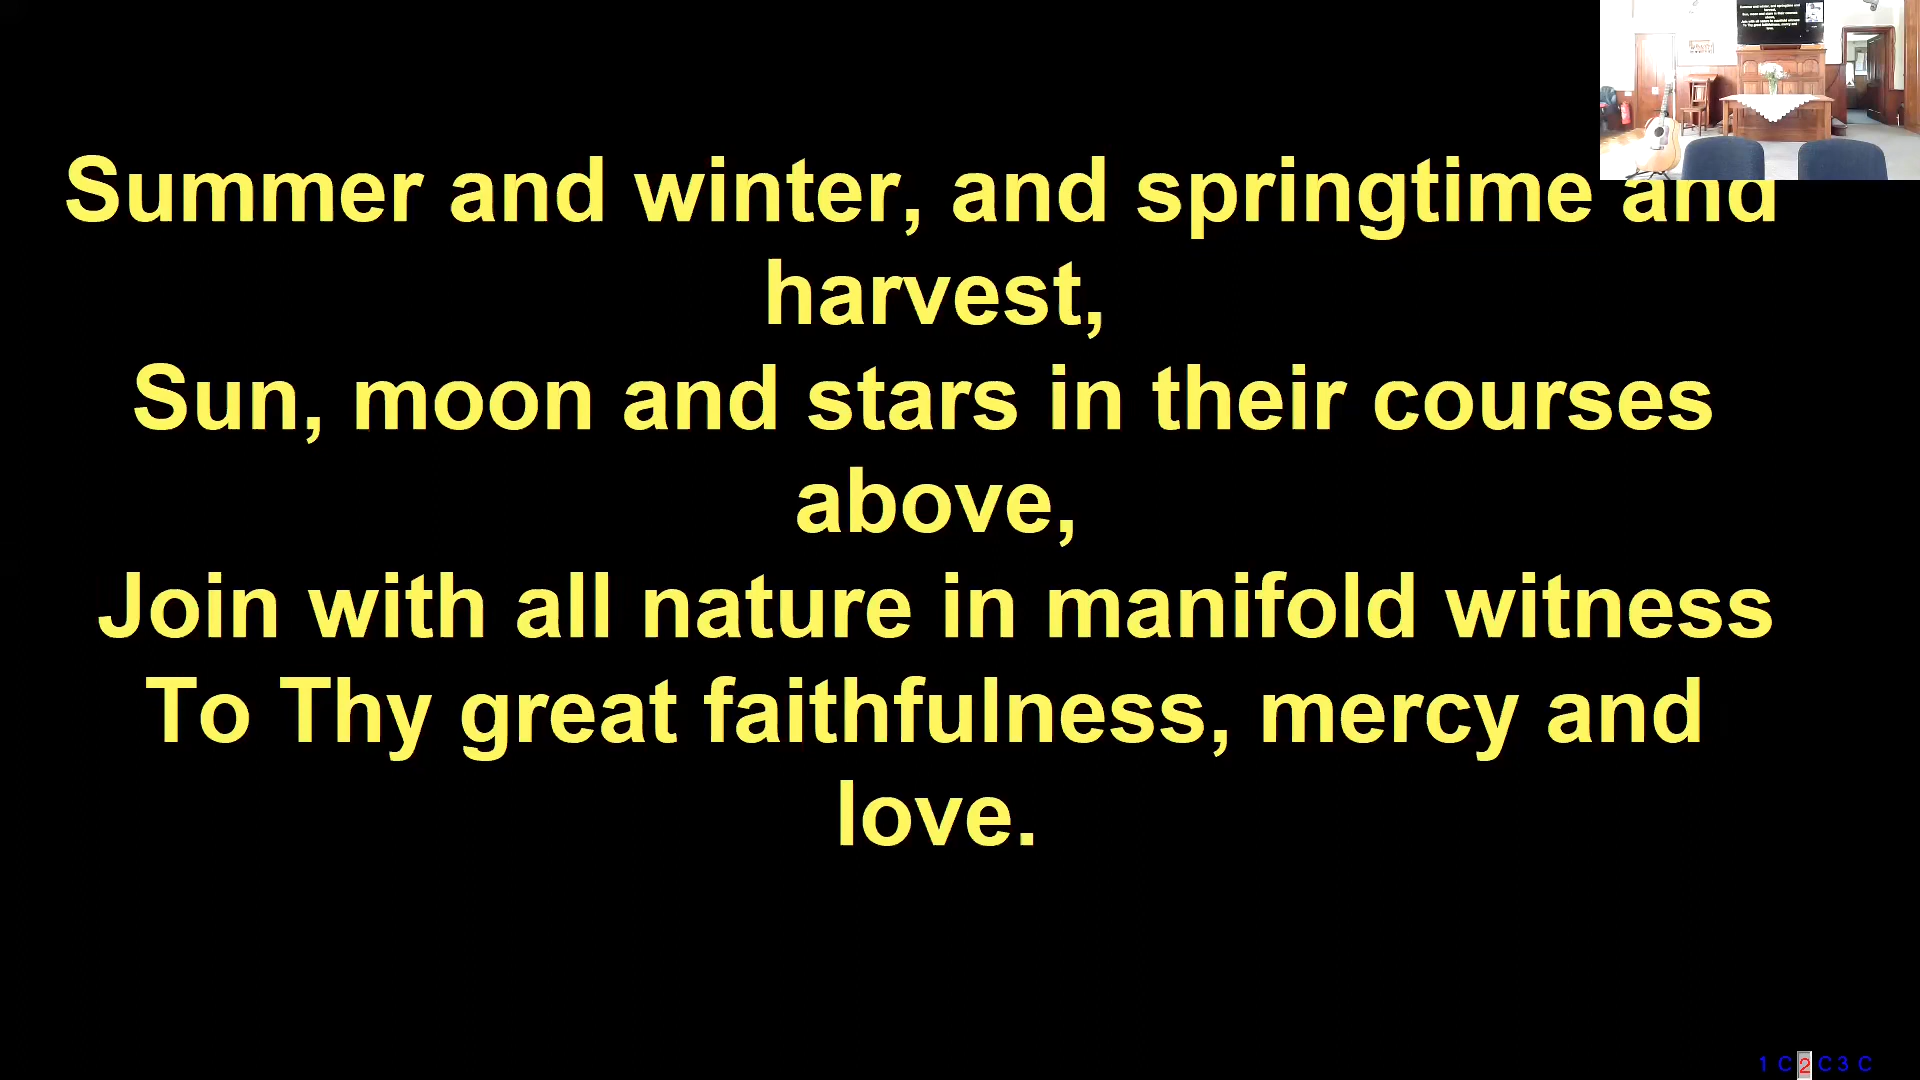 Summer and winter, and springtime and
harvest,
Sun, moon and stars in their courses
above,
Join with all nature in manifold witness
To Thy great faithfulness, mercy and
love.
1 C 2 C 3 C